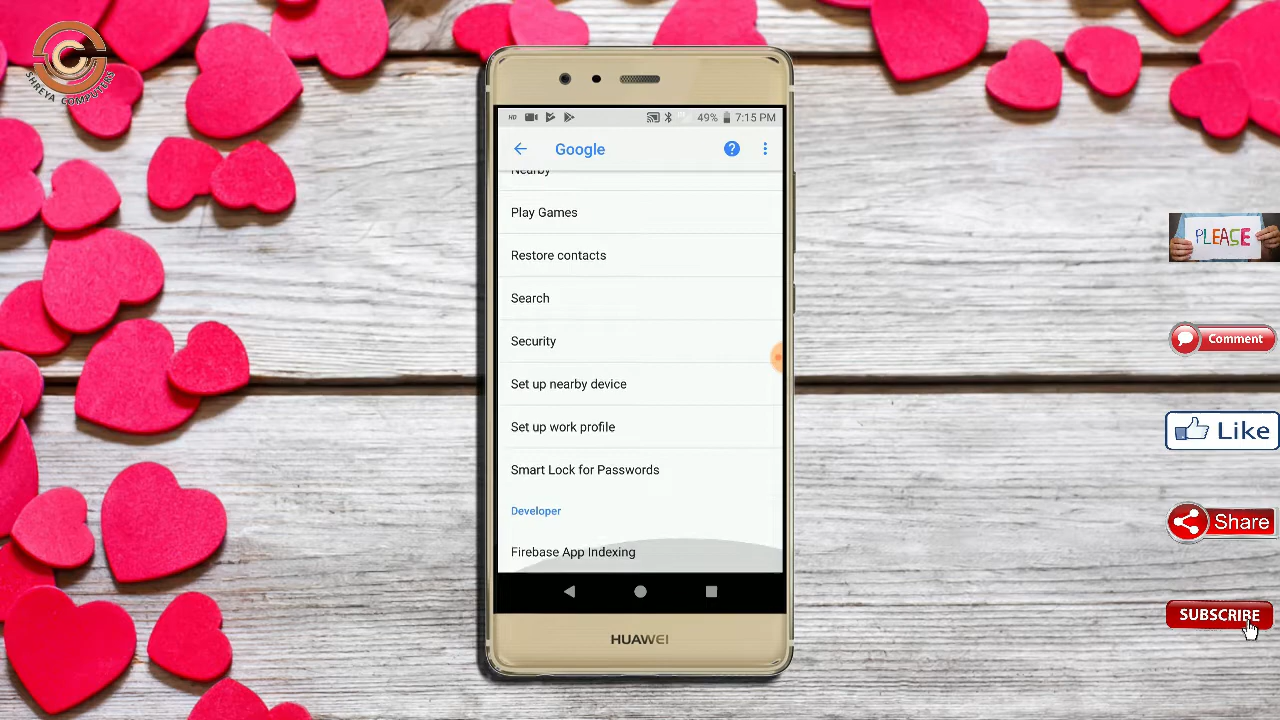 SHREYA COMPUTERS
HD
49%
7:15 PM
Google
?
Nearby
Play Games
Restore contacts
Search
Security
Set up nearby device
Set up work profile
Smart Lock for Passwords
Developer
Firebase App Indexing
HUAWEI
PLEASE
Comment
Like
Share
SUBSCRIBE